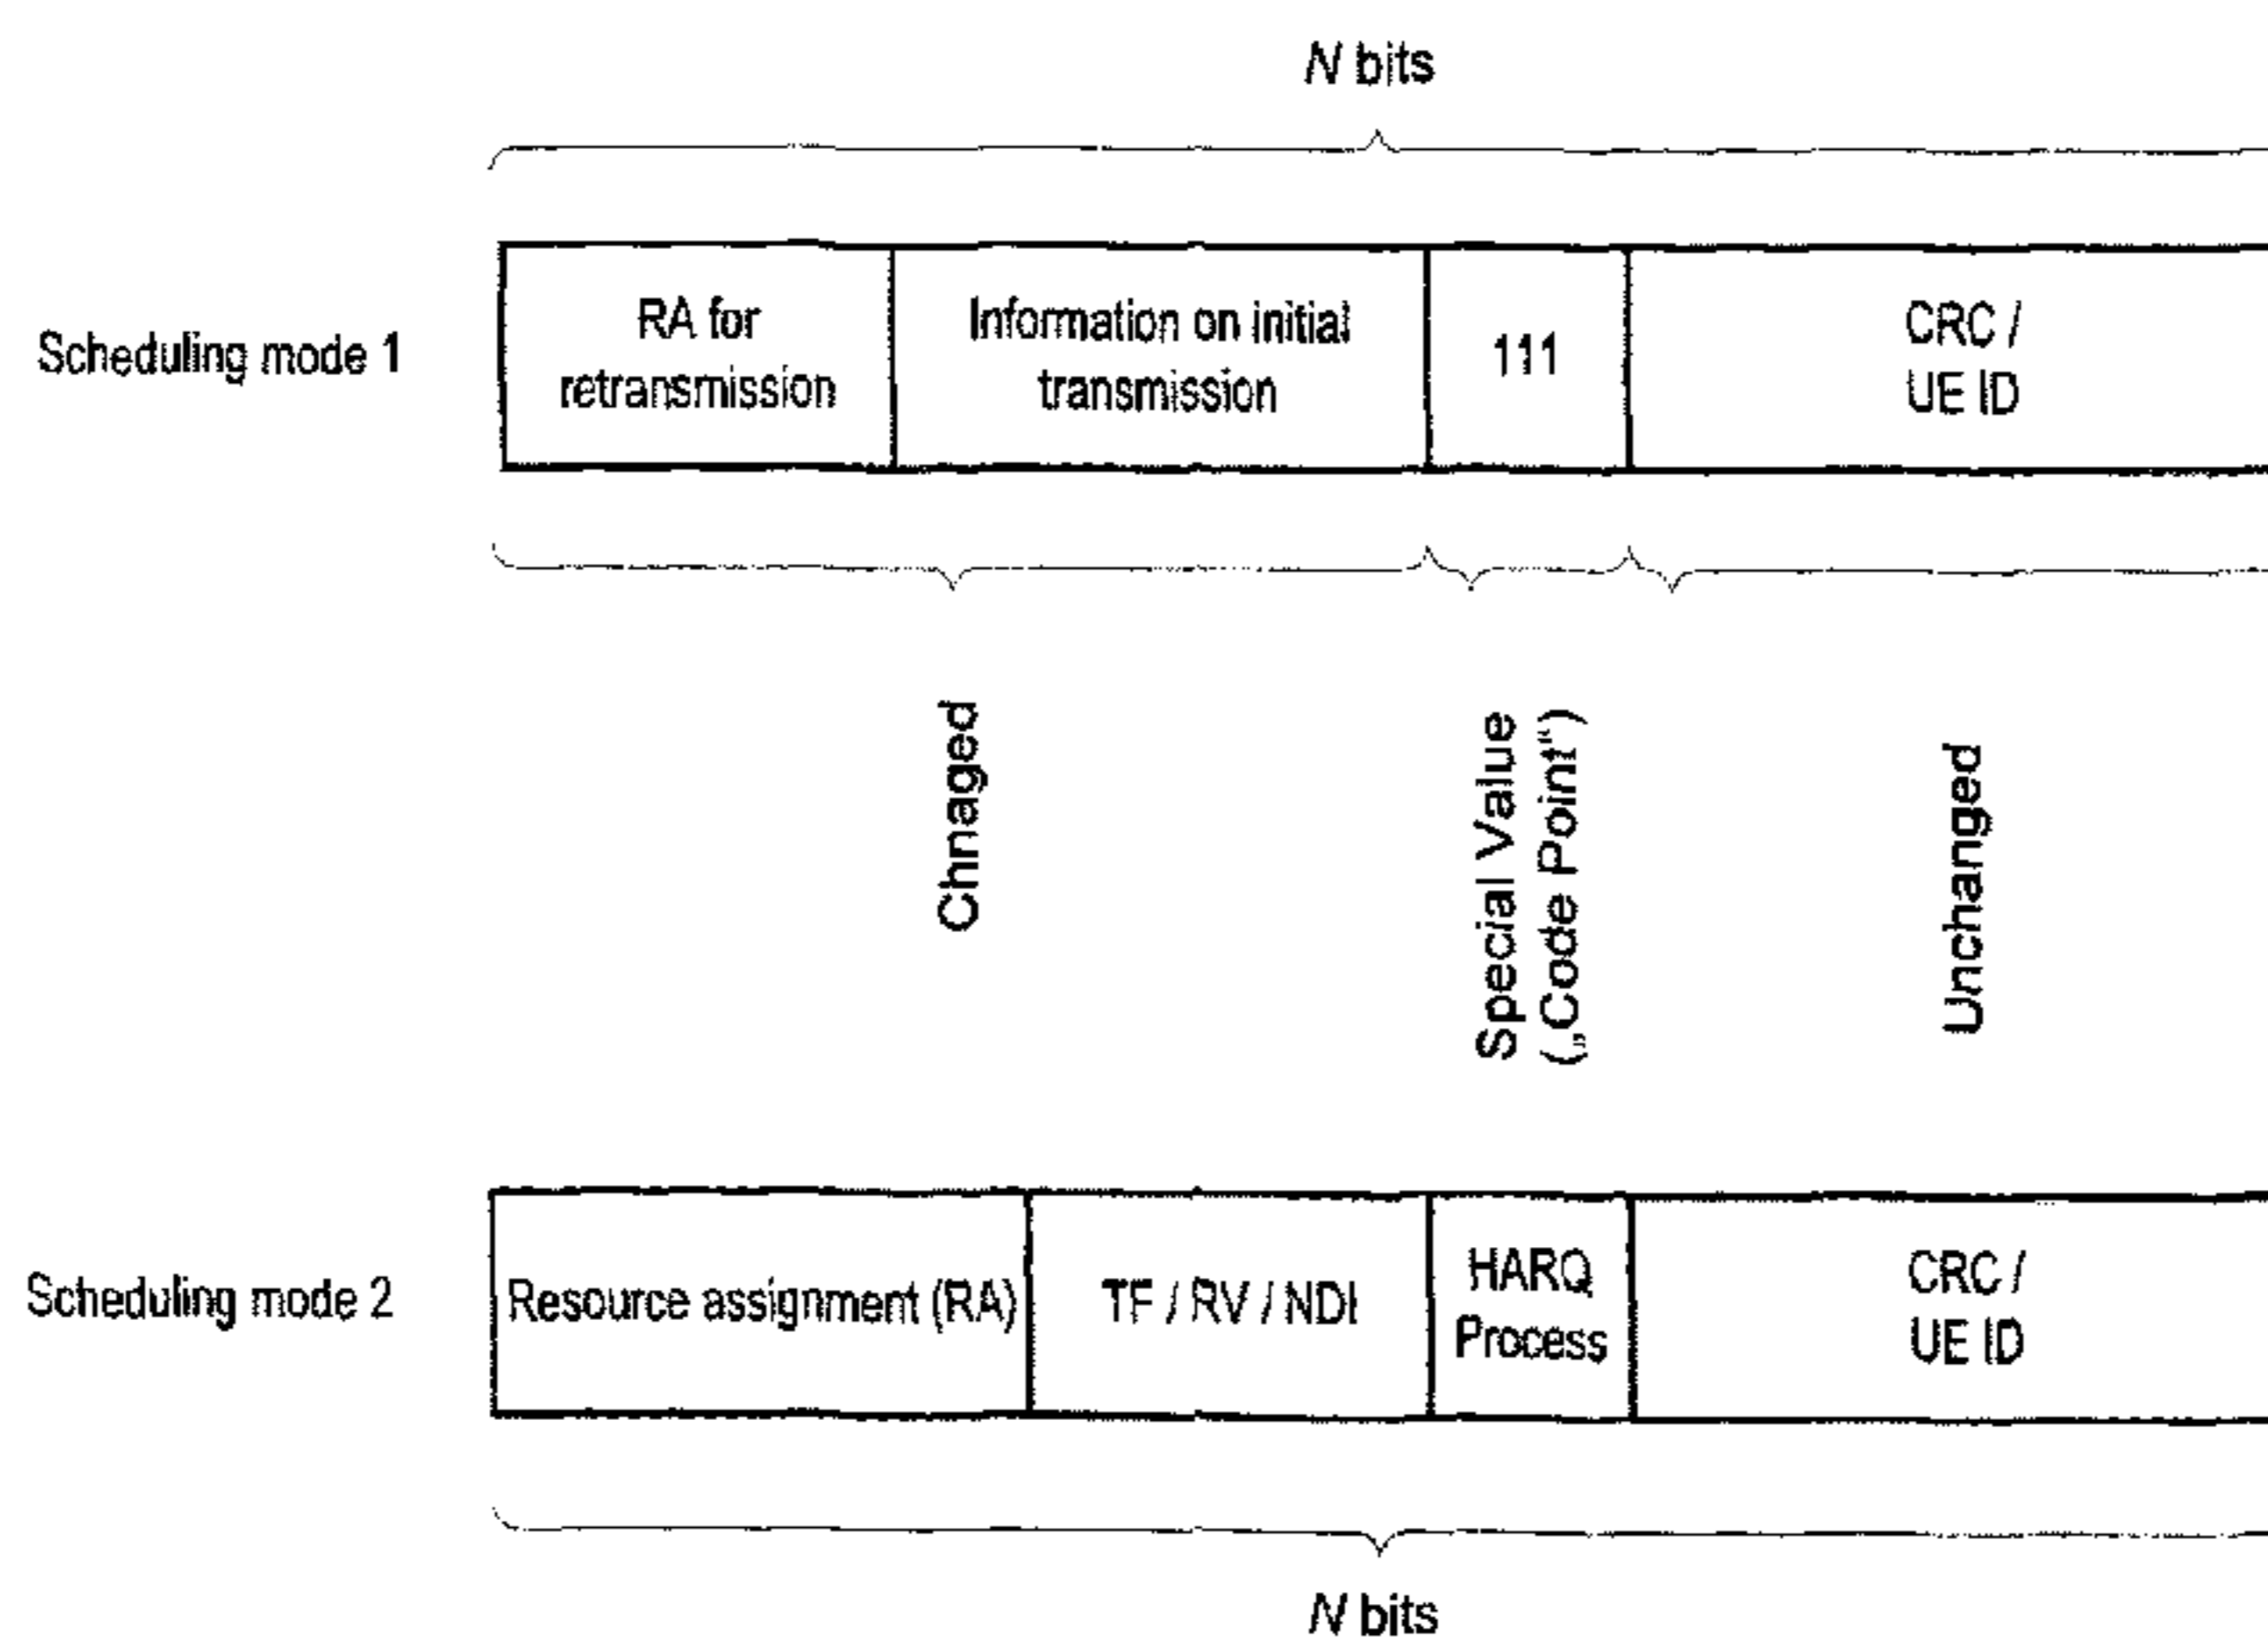 N bits
Scheduling mode 1
RA for
retransmission
Information on initial
transmission
111
CRC /
UE ID
Chnaged
Special Value
(„Code Point“)
Unchanged
Scheduling mode 2
Resource assignment (RA)
TF / RV / NDI
HARQ
Process
CRC /
UE ID
N bits